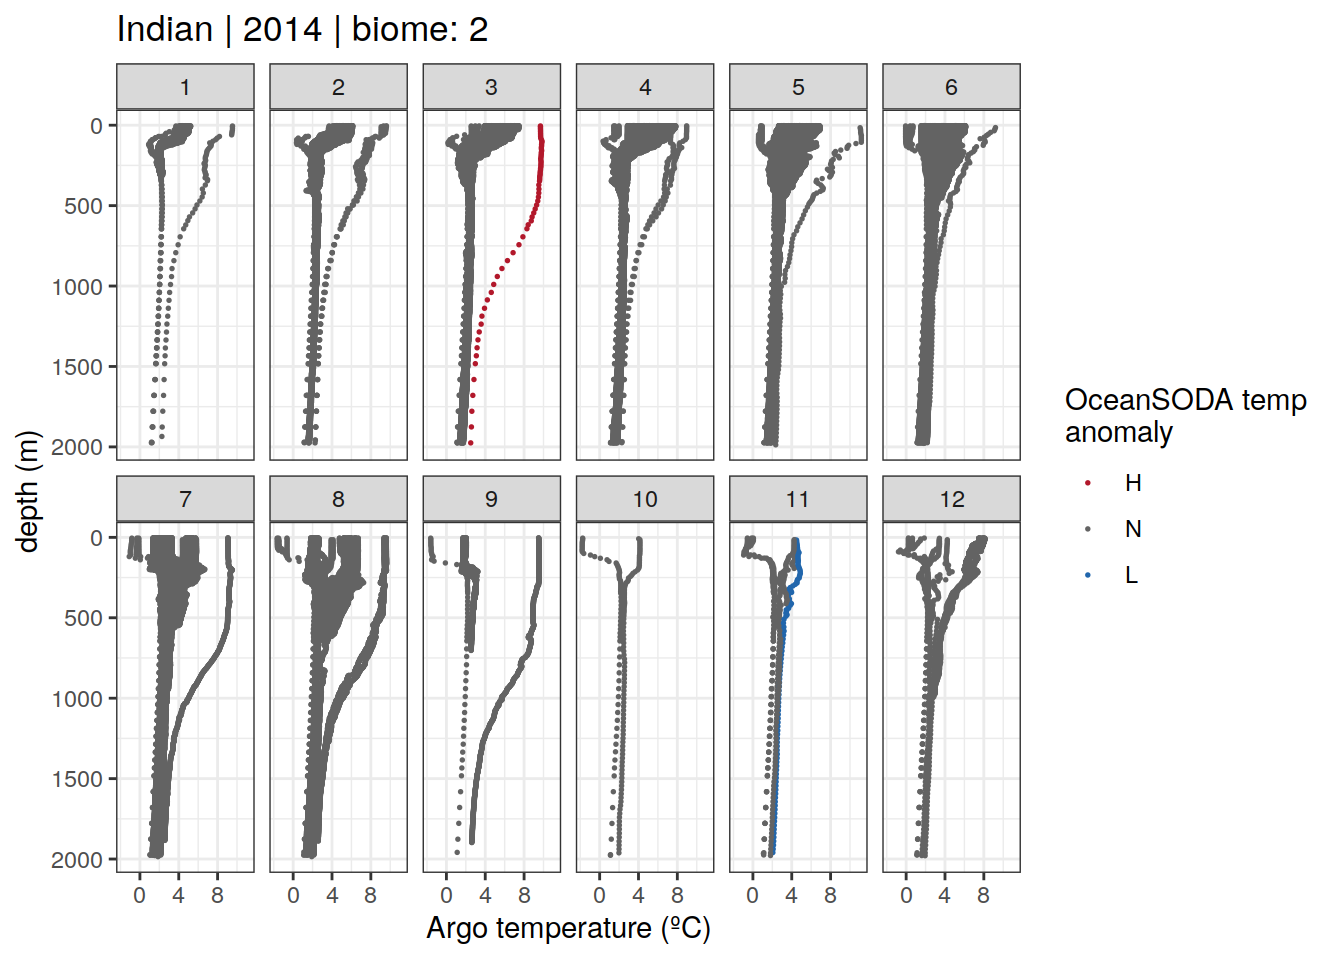 Indian | 2014 | biome: 2
1 2 3 4 5 6
0
500
1000
1500
2000
7 8 9 10 11 12
0
500
1000
1500
2000
0 4 8 0 4 8 0 4 8 0 4 8 0 4 8 0 4 8
depth (m)
Argo temperature (ºC)
OceanSODA temp
anomaly
H
N
L